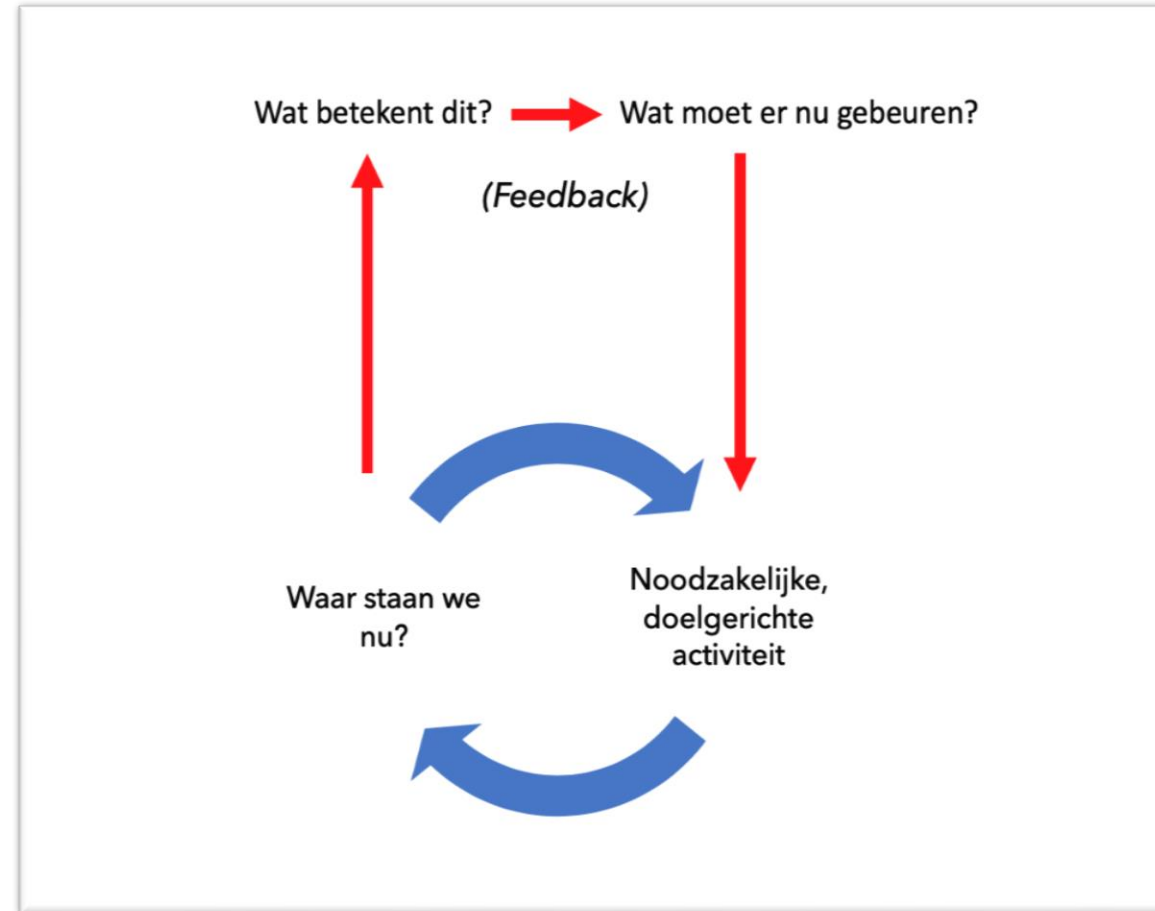 Wat betekent dit?
Wat moet er nu gebeuren?
(Feedback)
Waar staan we
nu?
Noodzakelijke,
doelgerichte
activiteit